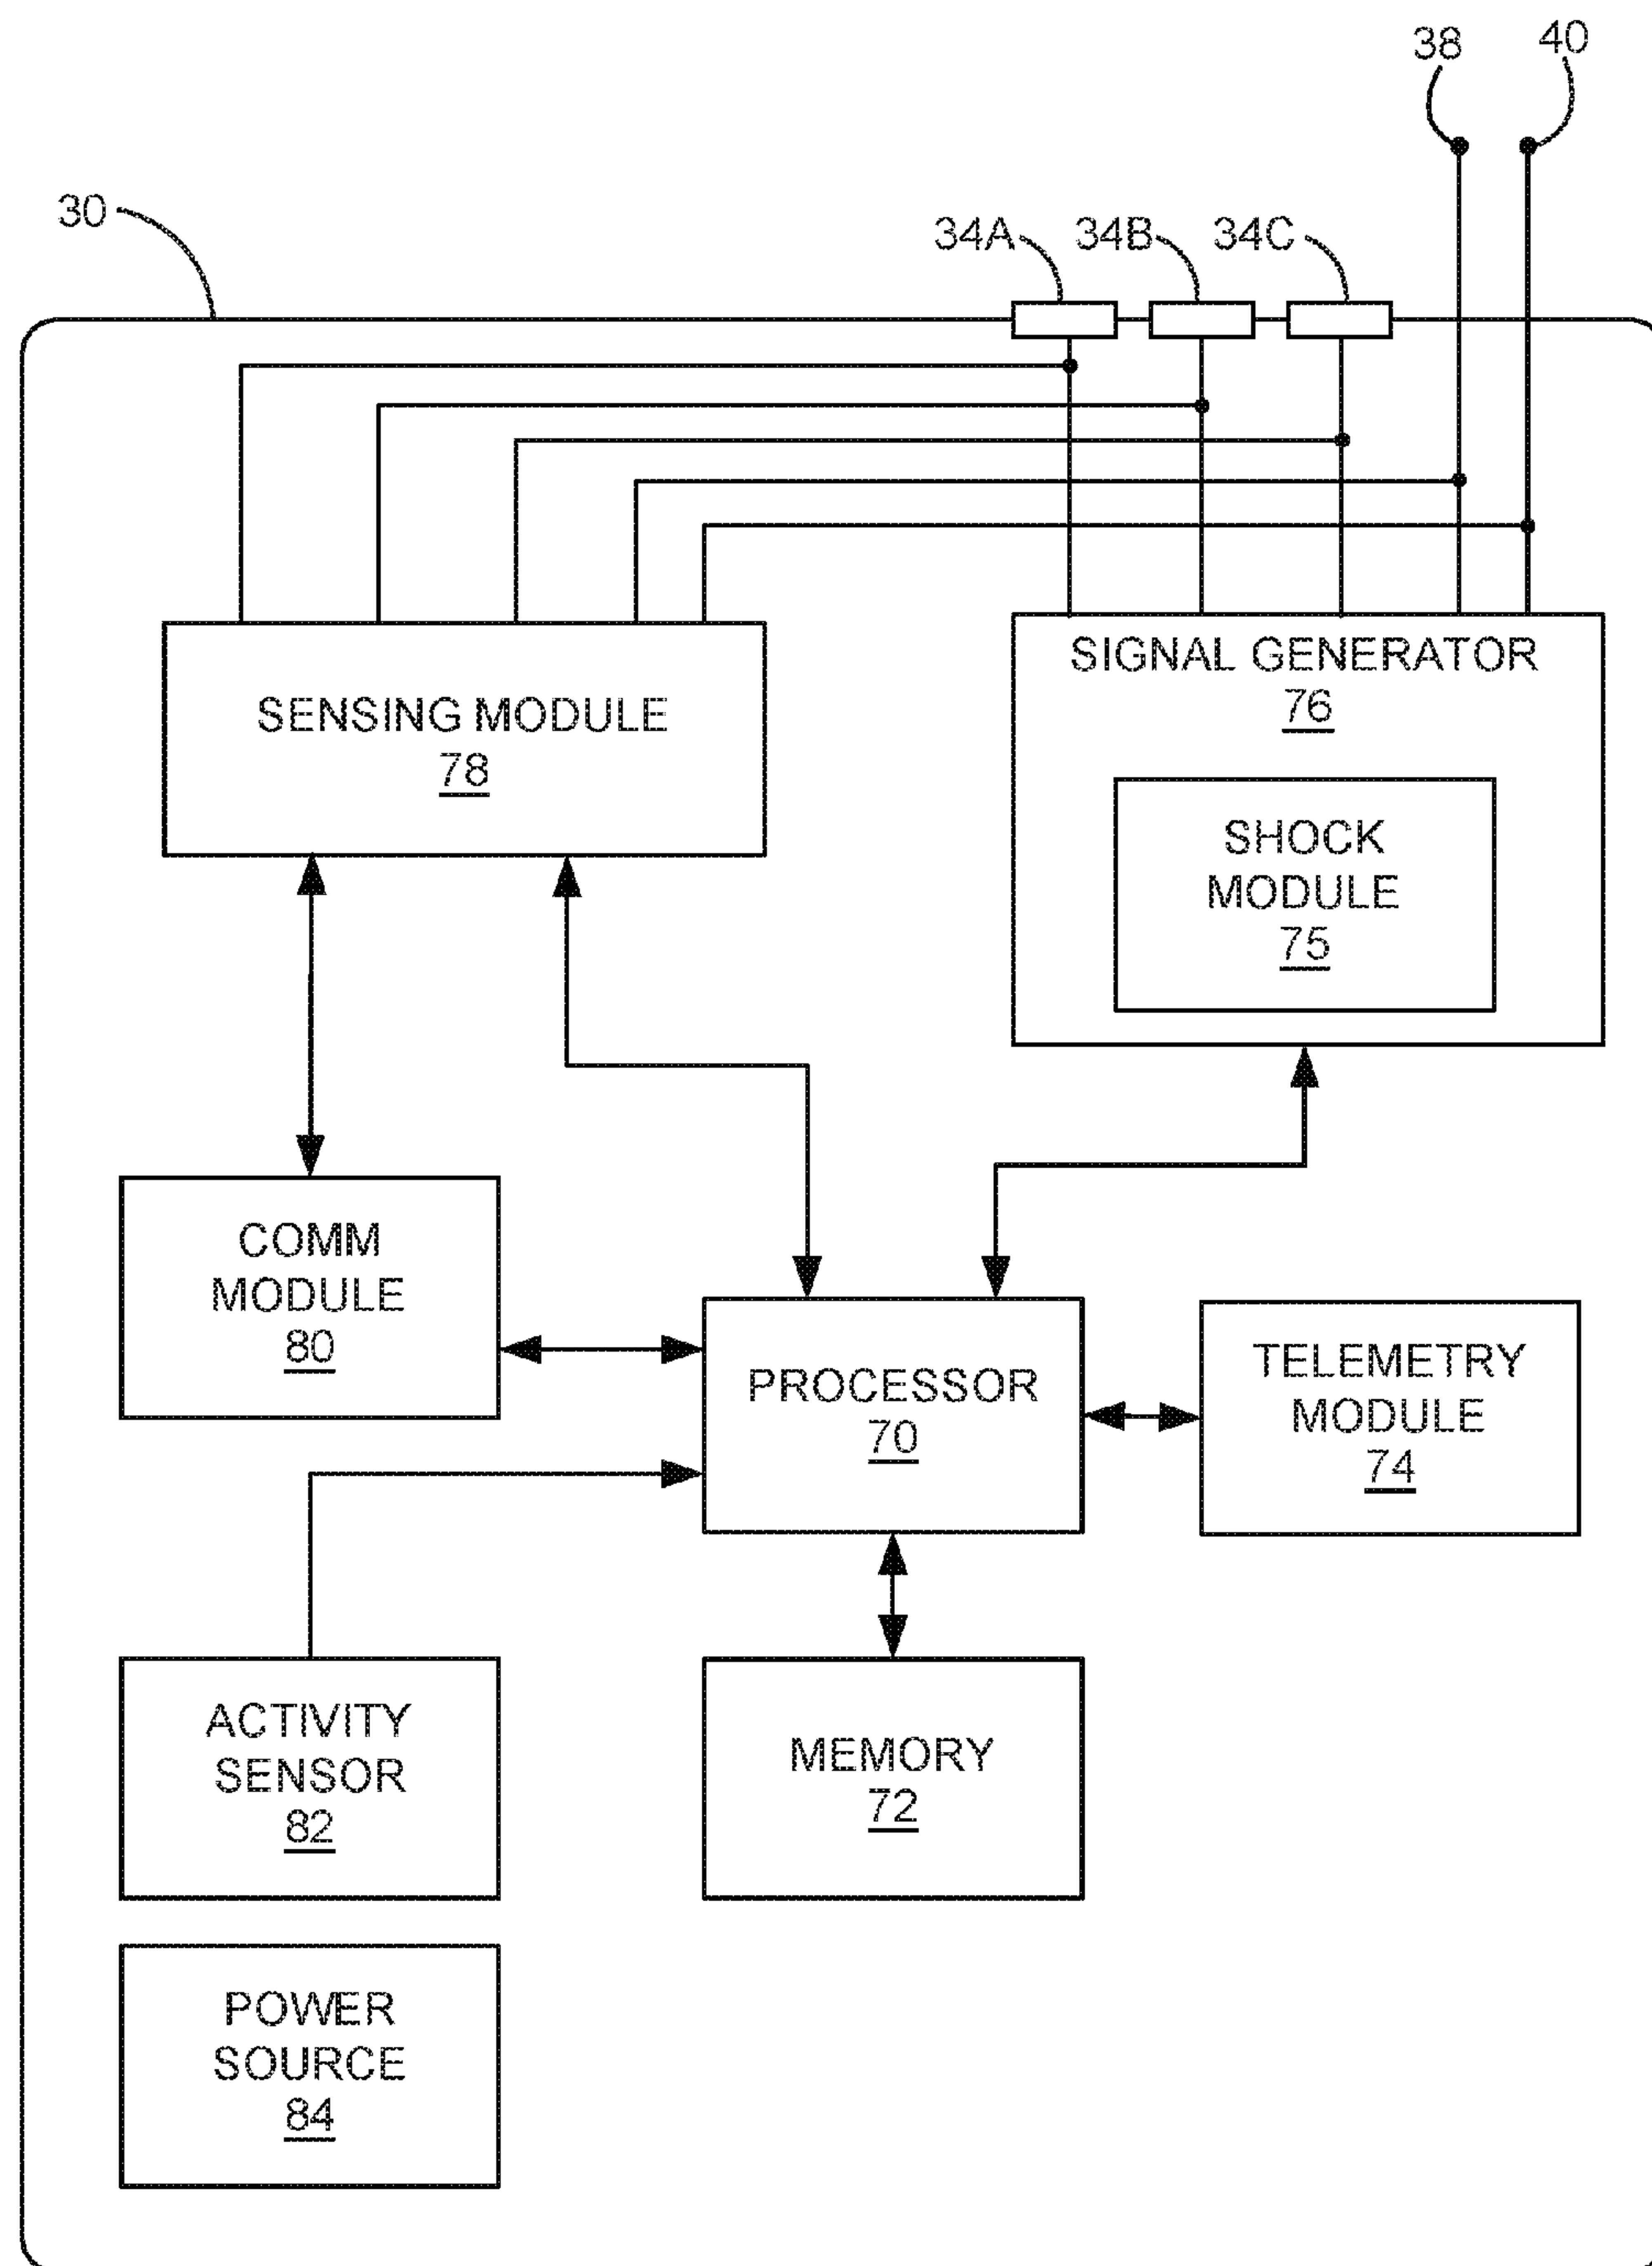 38
40
30
34A
34B
34C
SENSING MODULE
78
SIGNAL GENERATOR
76
SHOCK
MODULE
75
COMM
MODULE
80
PROCESSOR
70
TELEMETRY
MODULE
74
ACTIVITY
SENSOR
82
MEMORY
72
POWER
SOURCE
84